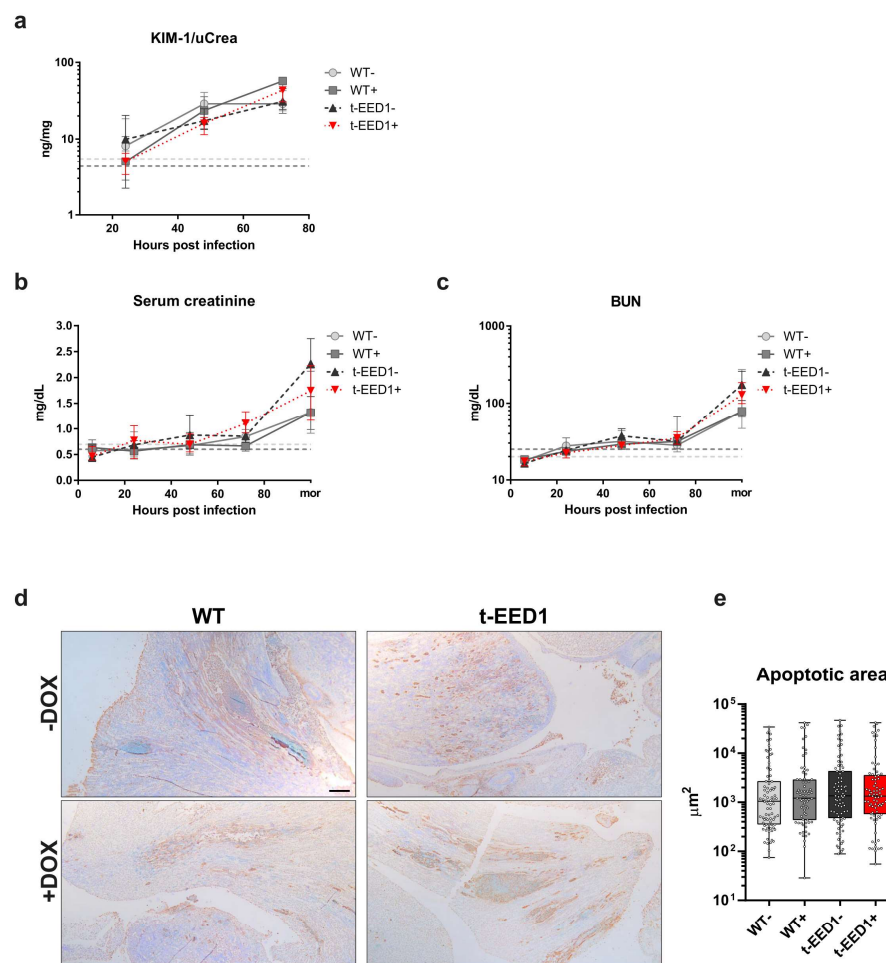 a
KIM-1/uCrea
ng/mg
100
10
1
20 40 60 80
Hours post infection
WT-
WT+
t-EED1-
t-EED1+
b
Serum creatinine
mg/dL
3.0
2.5
2.0
1.5
1.0
0.5
0.0
0 20 40 60 80 mor
Hours post infection
WT-
WT+
t-EED1-
t-EED1+
c
BUN
mg/dL
1000
100
10
0 20 40 60 80 mor
Hours post infection
WT-
WT+
t-EED1-
t-EED1+
d
WT t-EED1
-DOX
+DOX
e
Apoptotic area
μm²
10⁵
10⁴
10³
10²
10¹
WT- WT+ t-EED1- t-EED1+